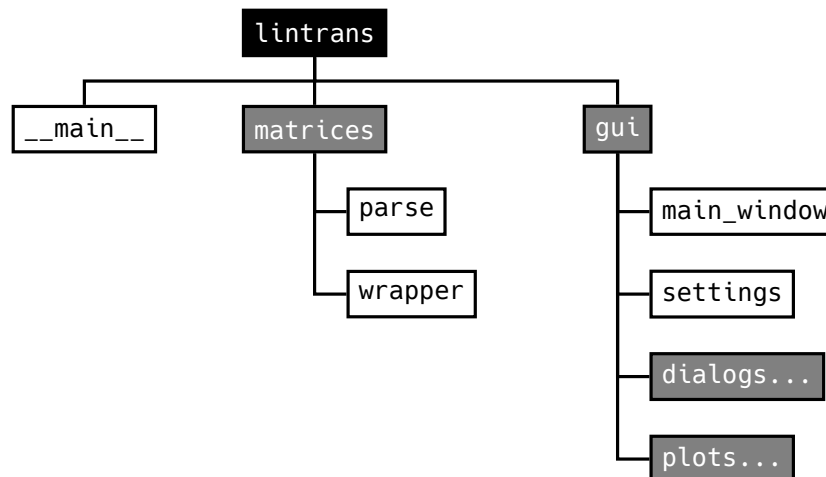 lintrans
__main__
matrices
gui
parse
main_window
wrapper
settings
dialogs...
plots...